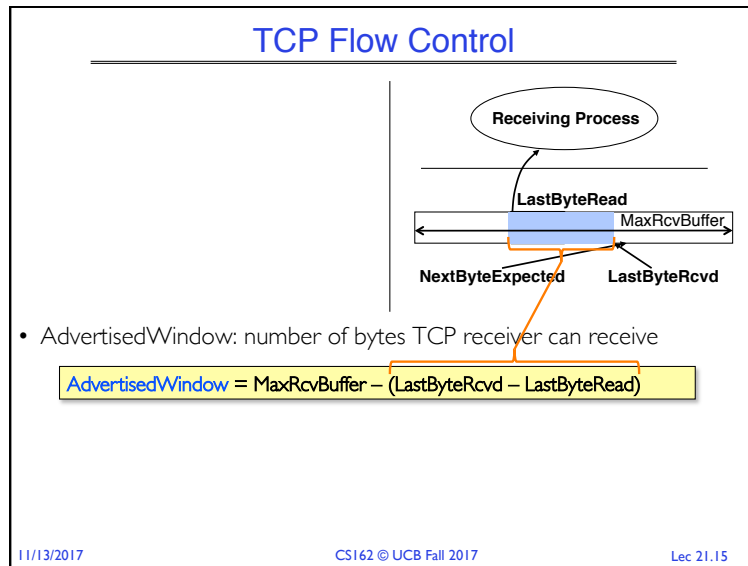 TCP Flow Control
Receiving Process
LastByteRead
MaxRcvBuffer
NextByteExpected LastByteRcvd
• AdvertisedWindow: number of bytes TCP receiver can receive
AdvertisedWindow = MaxRcvBuffer – (LastByteRcvd – LastByteRead)
11/13/2017 CS162 © UCB Fall 2017 Lec 21.15